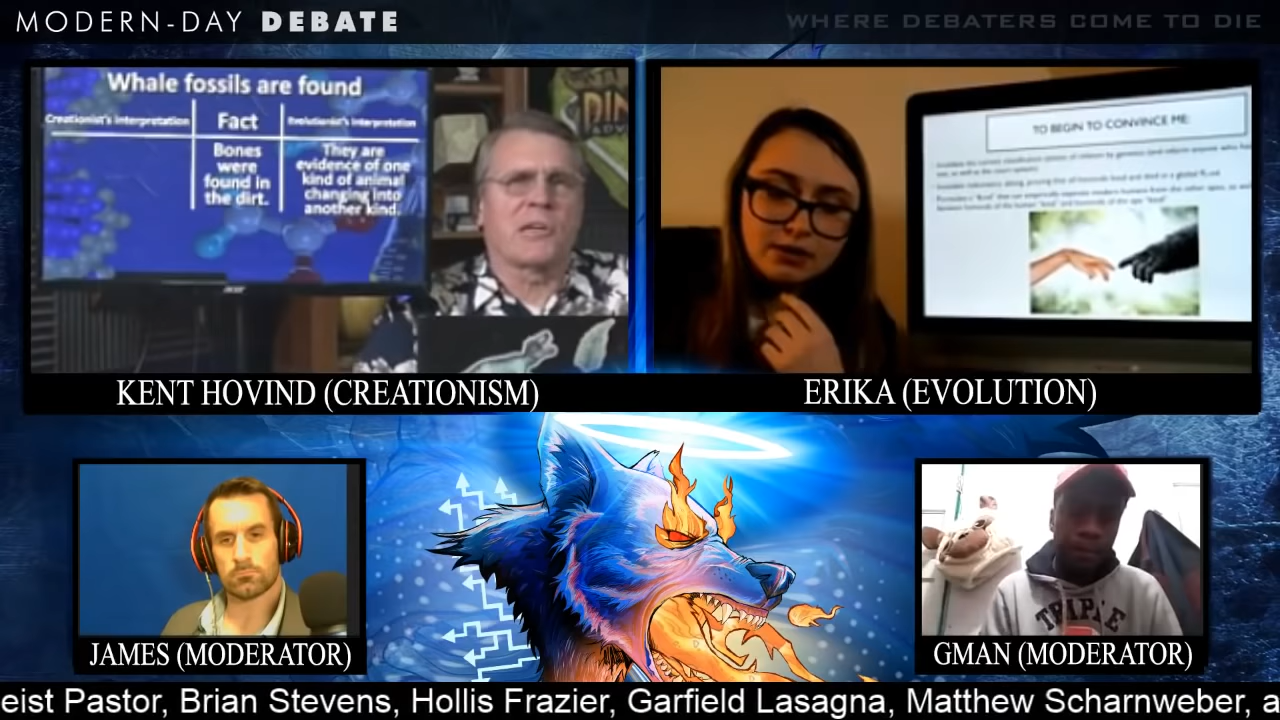 MODERN-DAY DEBATE
WHERE DEBATERS COME TO DIE
Whale fossils are found
Creationist's interpretation
Fact
Evolutionist's interpretation
Bones
were
found in
the dirt.
They are
evidence of one
kind of animal
changing into
another kind.
acer
DIN
TO BEGIN TO CONVINCE ME:
KENT HOVIND (CREATIONISM)
ERIKA (EVOLUTION)
TRIPLE
JAMES (MODERATOR)
GMAN (MODERATOR)
eist Pastor, Brian Stevens, Hollis Frazier, Garfield Lasagna, Matthew Scharnweber, a